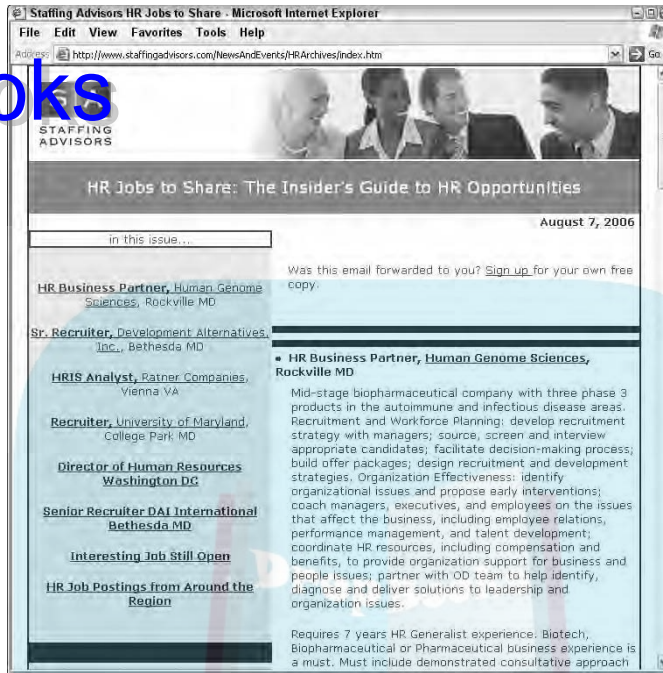 Staffing Advisors HR Jobs to Share - Microsoft Internet Explorer
File Edit View Favorites Tools Help
Address http://www.staffingadvisors.com/NewsAndEvents/HRArchives/index.htm Go
oks
STAFFING
ADVISORS
HR Jobs to Share: The Insider's Guide to HR Opportunities
August 7, 2006
in this issue...
HR Business Partner, Human Genome
Sciences, Rockville MD
Sr. Recruiter, Development Alternatives,
Inc., Bethesda MD
HRIS Analyst, Ratner Companies,
Vienna VA
Recruiter, University of Maryland,
College Park MD
Director of Human Resources
Washington DC
Senior Recruiter DAI International
Bethesda MD
Interesting Job Still Open
HR Job Postings from Around the
Region
Was this email forwarded to you? Sign up for your own free
copy.
• HR Business Partner, Human Genome Sciences,
Rockville MD
Mid-stage biopharmaceutical company with three phase 3
products in the autoimmune and infectious disease areas.
Recruitment and Workforce Planning: develop recruitment
strategy with managers; source, screen and interview
appropriate candidates; facilitate decision-making process;
build offer packages; design recruitment and development
strategies. Organization Effectiveness: identify
organizational issues and propose early interventions;
coach managers, executives, and employees on the issues
that affect the business, including employee relations,
performance management, and talent development;
coordinate HR resources, including compensation and
benefits, to provide organization support for business and
people issues; partner with OD team to help identify,
diagnose and deliver solutions to leadership and
organization issues.
Requires 7 years HR Generalist experience. Biotech,
Biopharmaceutical or Pharmaceutical business experience is
a must. Must include demonstrated consultative approach